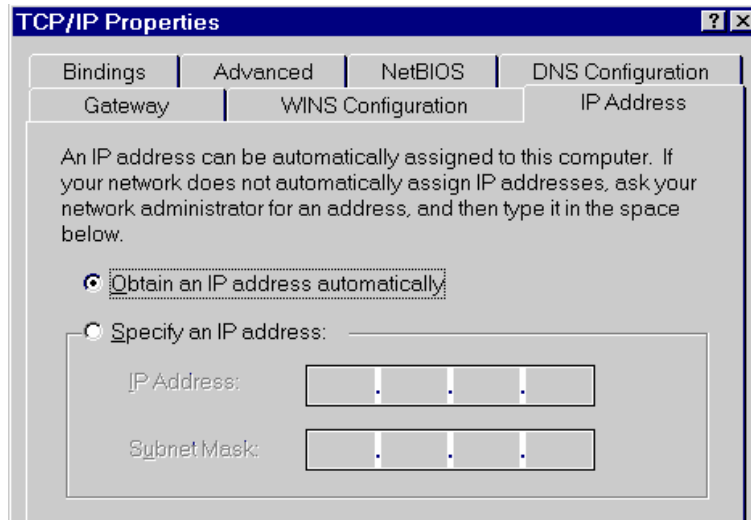 TCP/IP Properties
Bindings Advanced NetBIOS DNS Configuration
Gateway WINS Configuration IP Address
An IP address can be automatically assigned to this computer. If
your network does not automatically assign IP addresses, ask your
network administrator for an address, and then type it in the space
below.
Obtain an IP address automatically
Specify an IP address:
IP Address:
. . .
Subnet Mask:
. . .